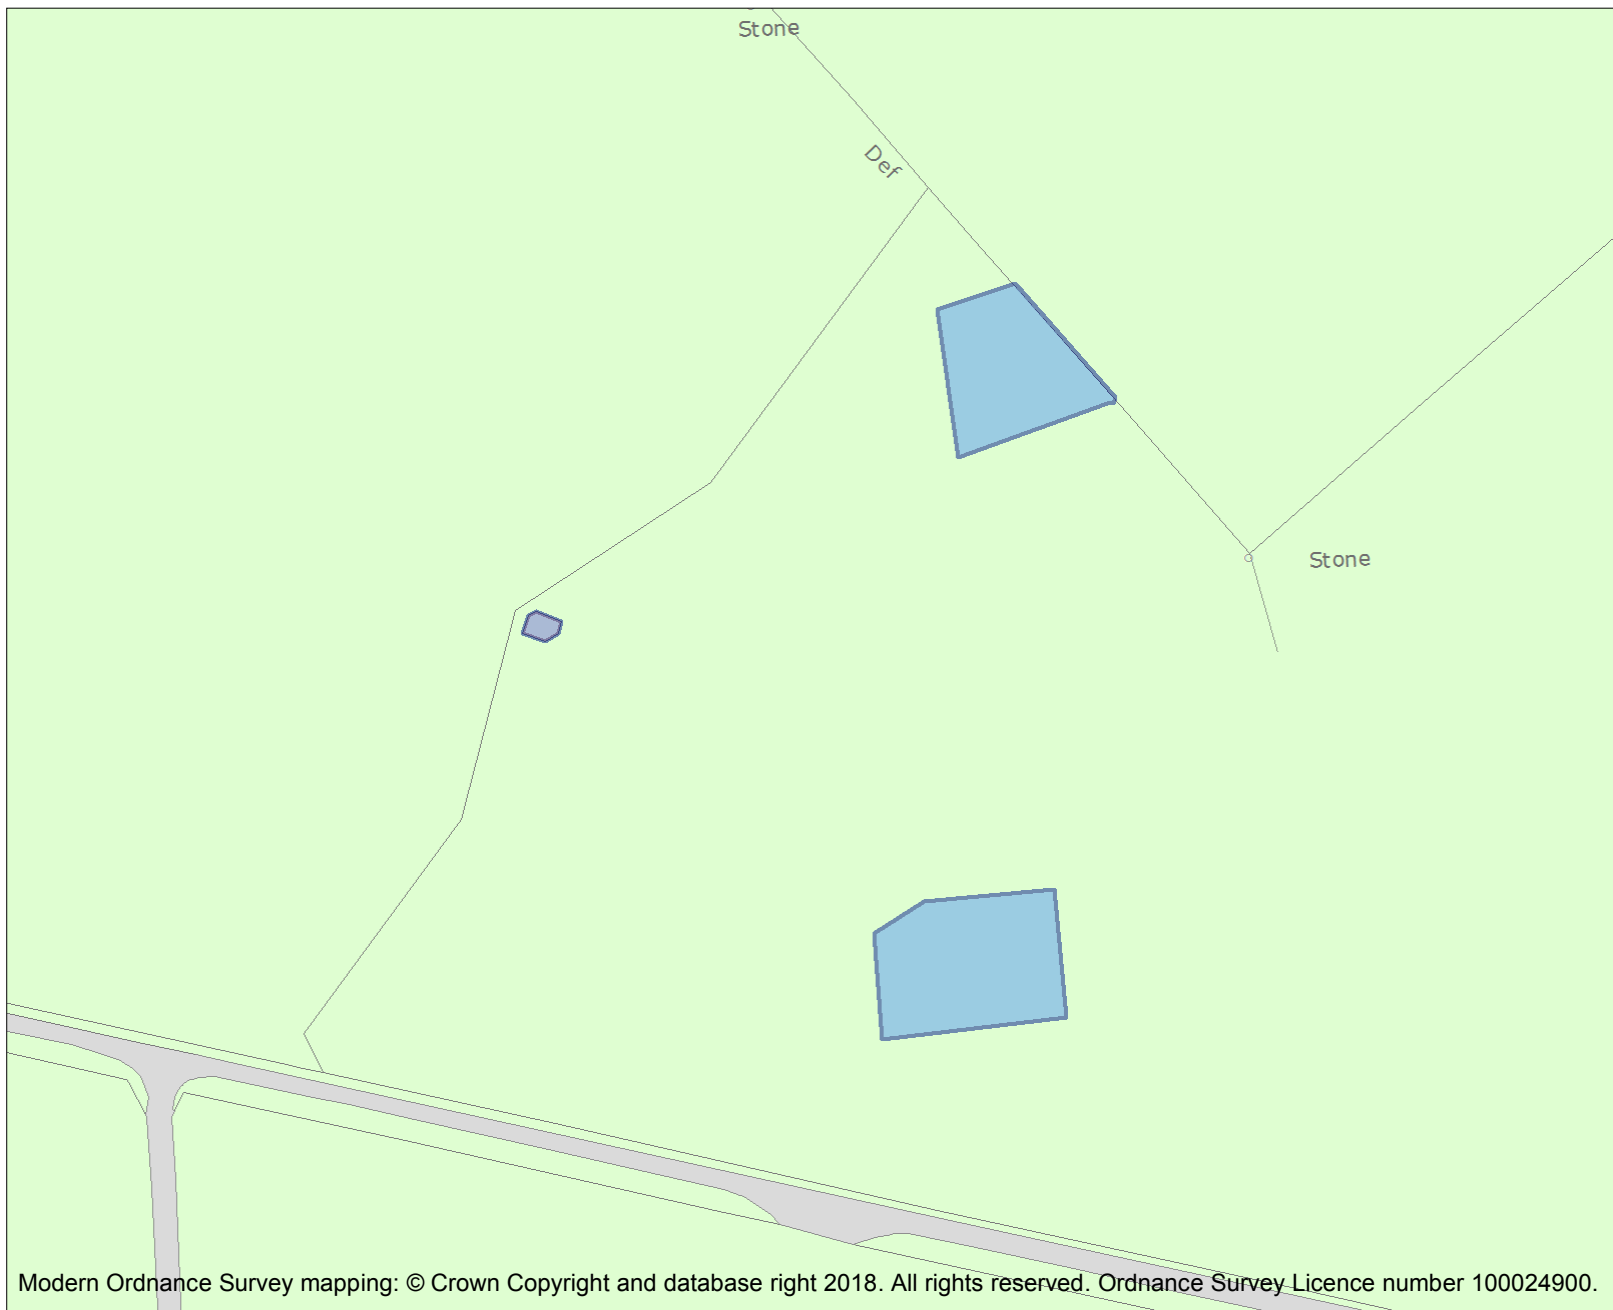 Stone
Def
Stone
Modern Ordnance Survey mapping: © Crown Copyright and database right 2018. All rights reserved. Ordnance Survey Licence number 100024900.